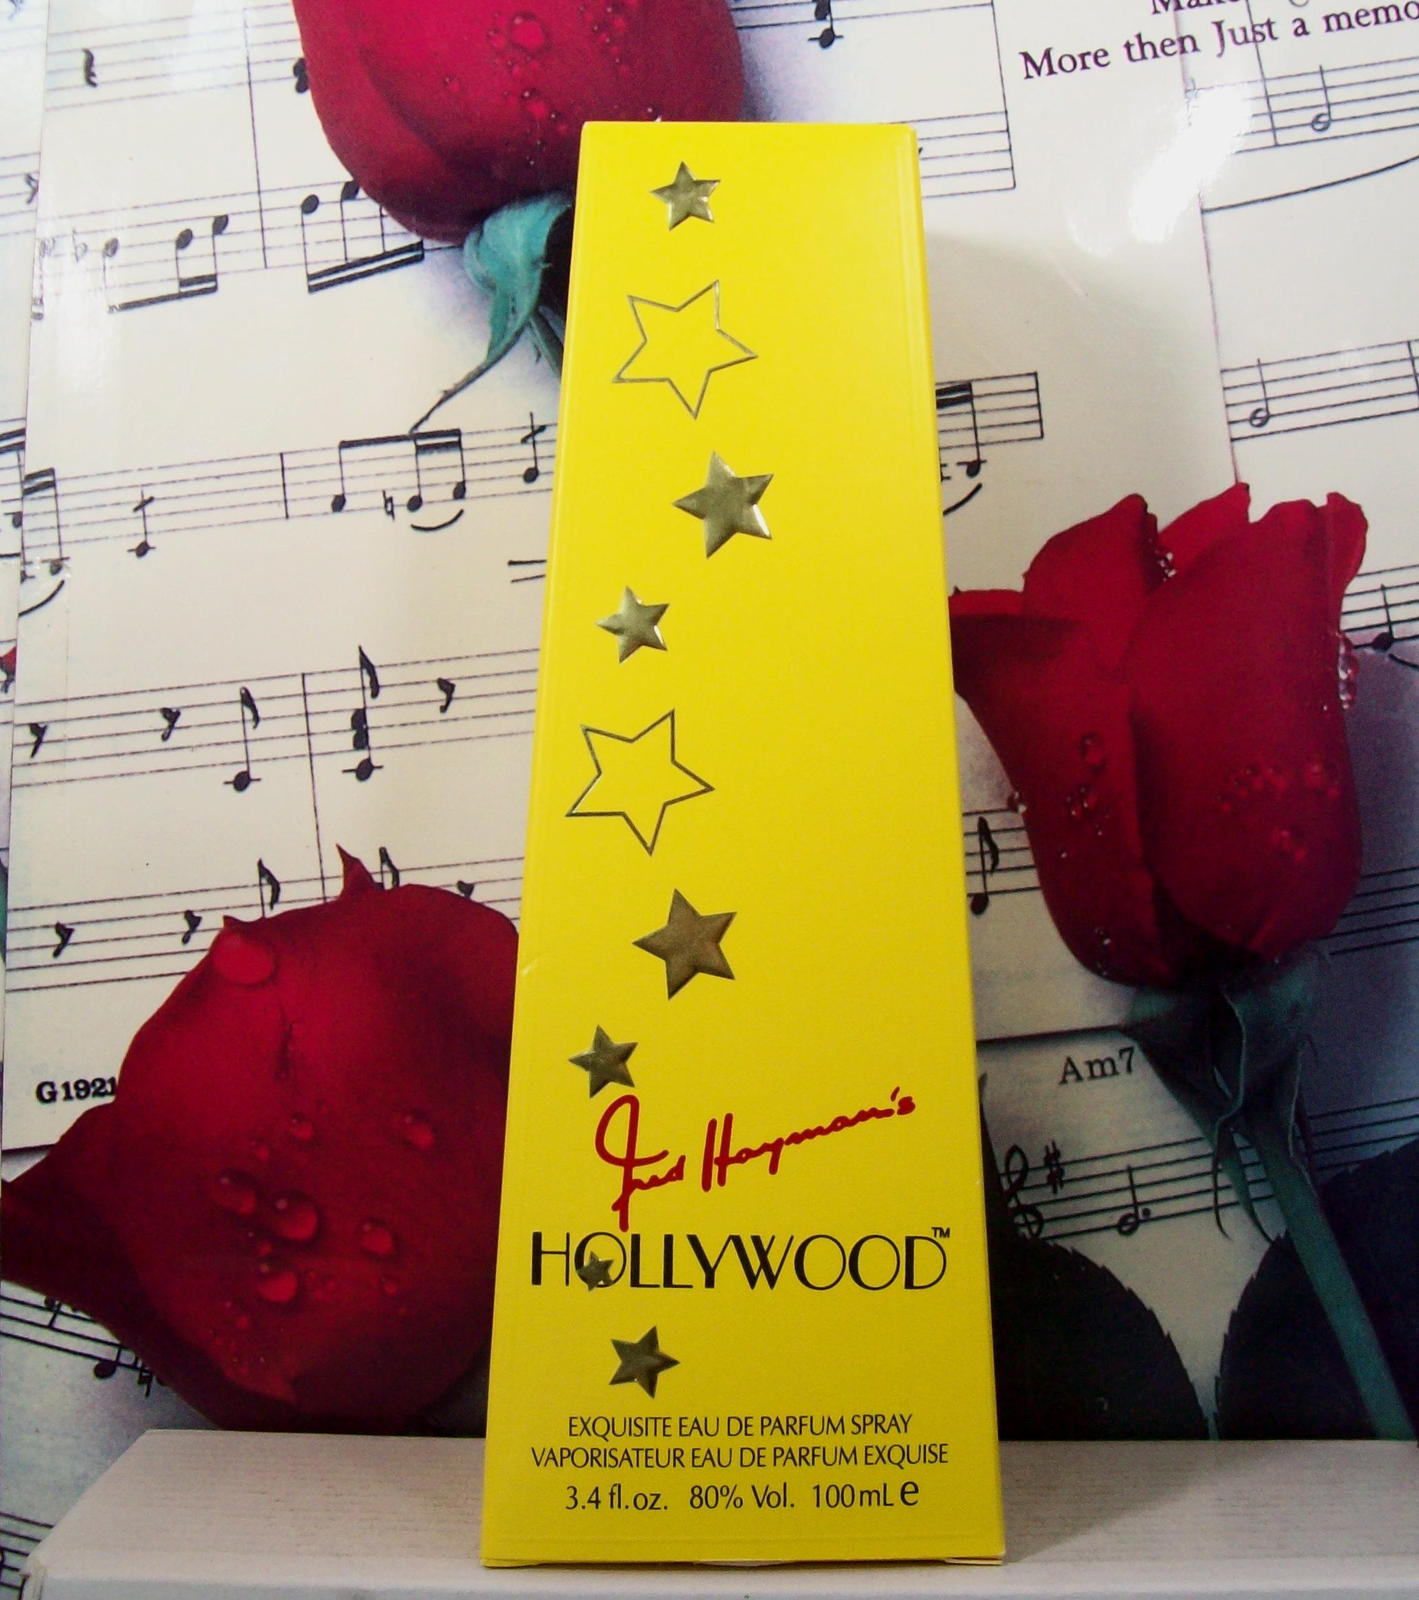 More then Just a memo
G1921
Am7
Fred Hayman's
HOLLYWOOD™
EXQUISITE EAU DE PARFUM SPRAY
VAPORISATEUR EAU DE PARFUM EXQUISE
3.4 fl.oz. 80% Vol. 100mL e